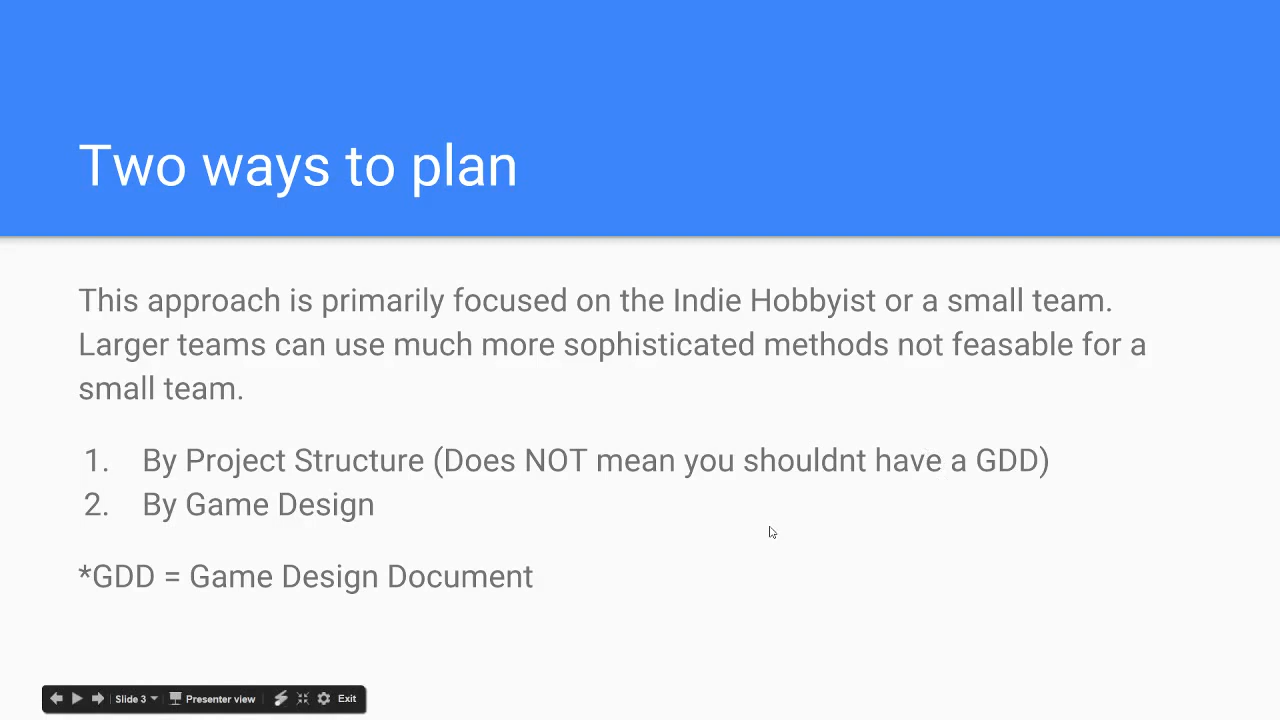 Two ways to plan
This approach is primarily focused on the Indie Hobbyist or a small team.
Larger teams can use much more sophisticated methods not feasable for a
small team.
1. By Project Structure (Does NOT mean you shouldnt have a GDD)
2. By Game Design
*GDD = Game Design Document
Slide 3 Presenter view Exit